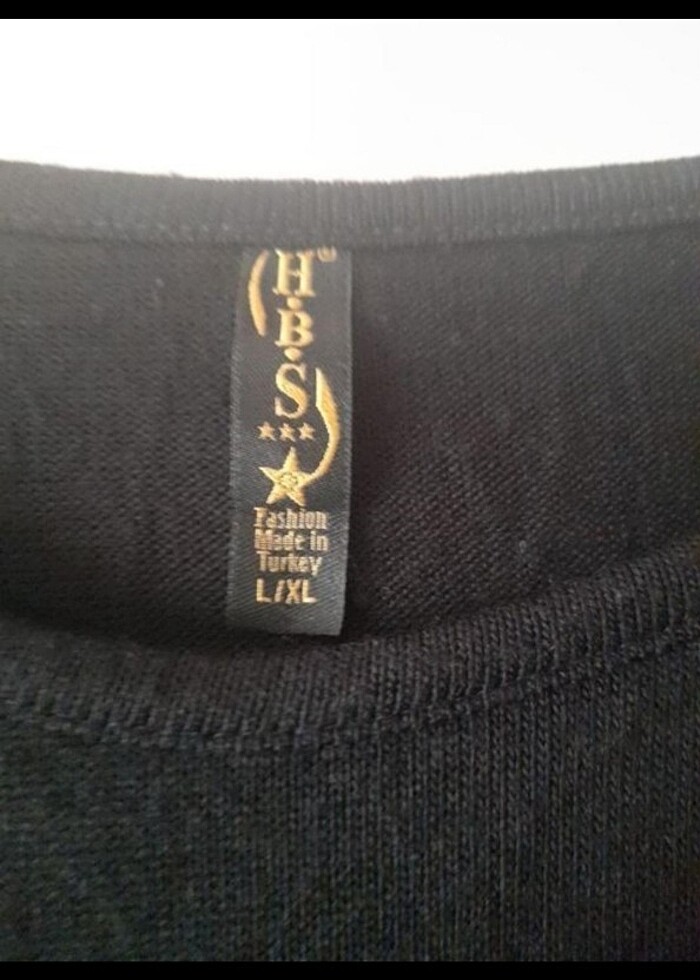 H.B.S
Fashion
Made in
Turkey
L/XL